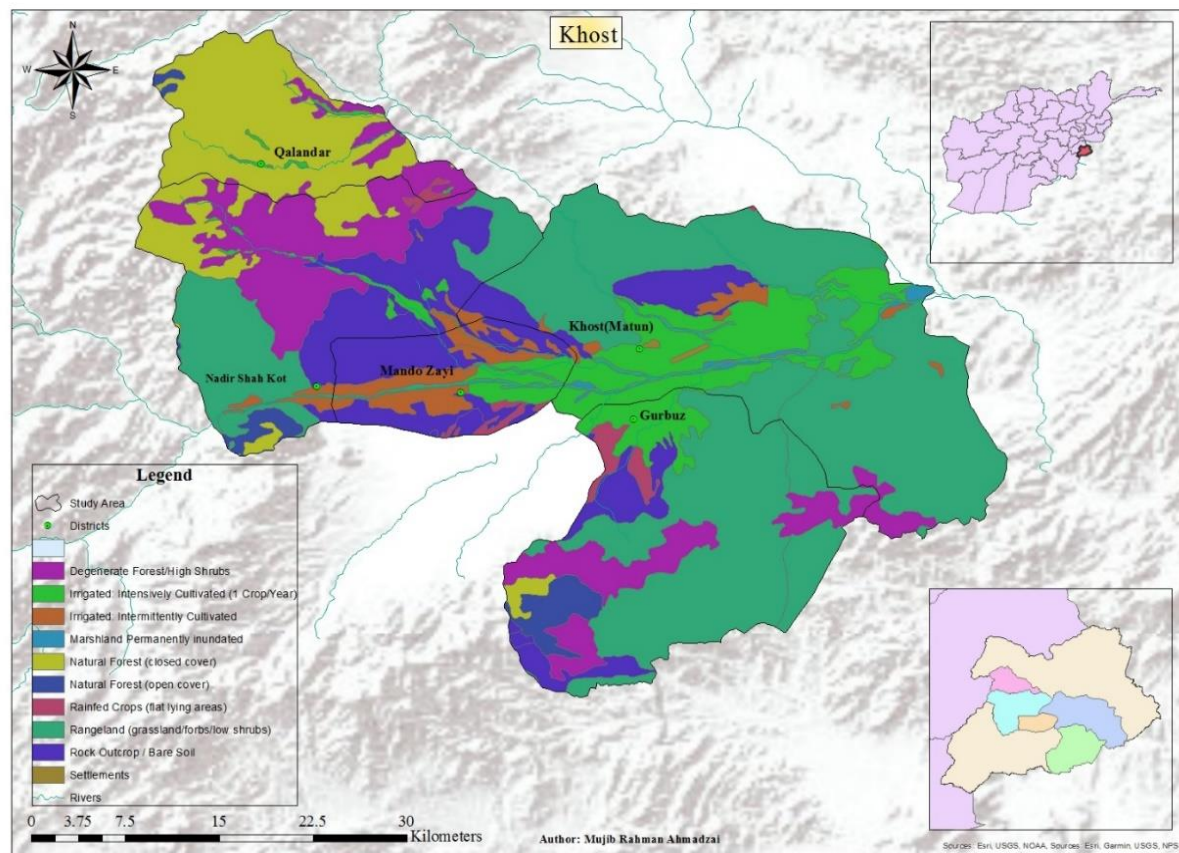 Khost
N
W
E
S
Qalandar
Khost(Matun)
Nadir Shah Kot
Mando Zayi
Gurbuz
Legend
Study Area
Districts
Degenerate Forest/High Shrubs
Irrigated: Intensively Cultivated (1 Crop/Year)
Irrigated: Intermittently Cultivated
Marshland Permanently inundated
Natural Forest (closed cover)
Natural Forest (open cover)
Rainfed Crops (flat lying areas)
Rangeland (grassland/forbs/low shrubs)
Rock Outcrop / Bare Soil
Settlements
Rivers
0 3.75 7.5 15 22.5 30
Kilometers
Author: Mujib Rahman Ahmadzai
Sources: Esri, USGS, NOAA, Sources: Esri, Garmin, USGS, NPS